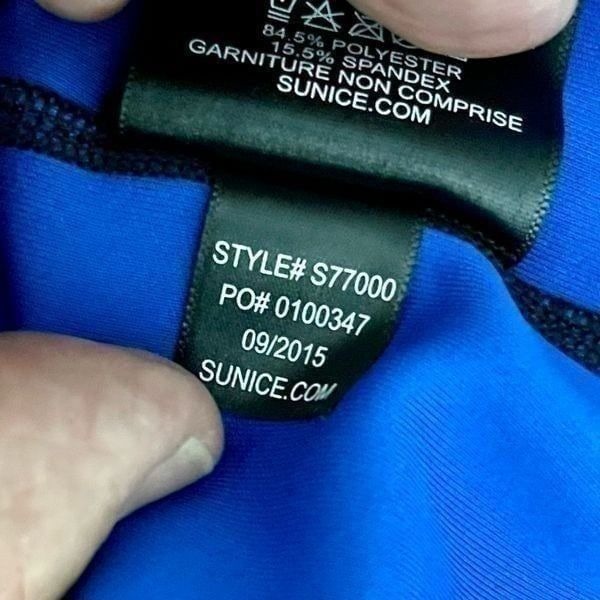 84.5% POLYESTER
15.5% SPANDEX
GARNITURE NON COMPRISE
SUNICE.COM
STYLE# S77000
PO# 0100347
09/2015
SUNICE.COM